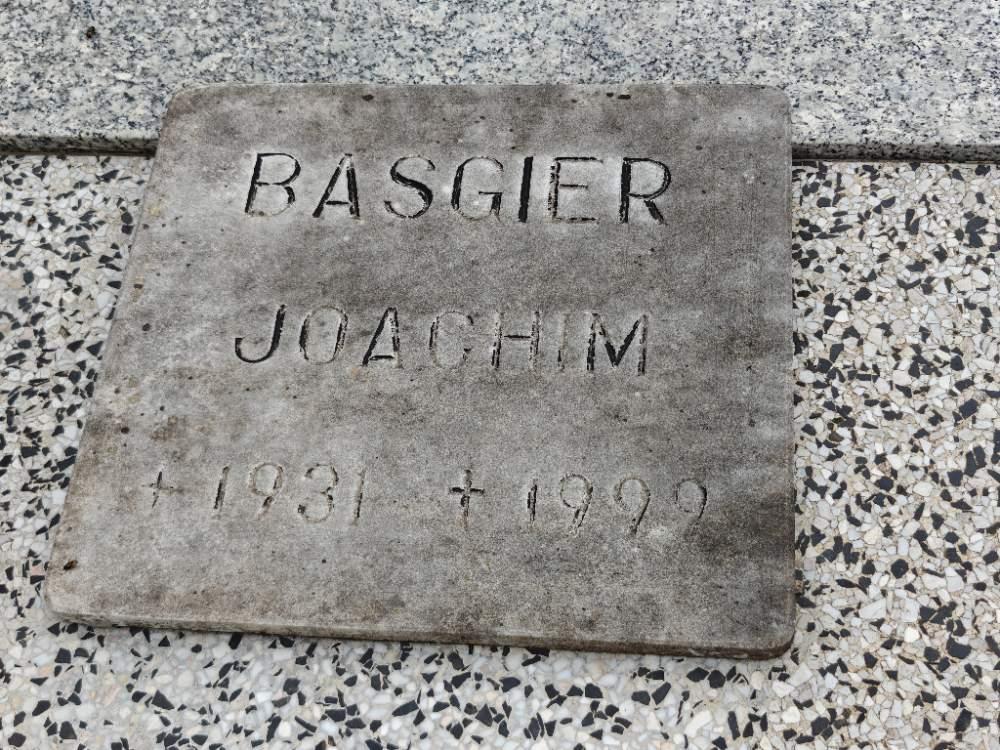 BASGIER
JOACHIM
+ 1931 ✝ 1999